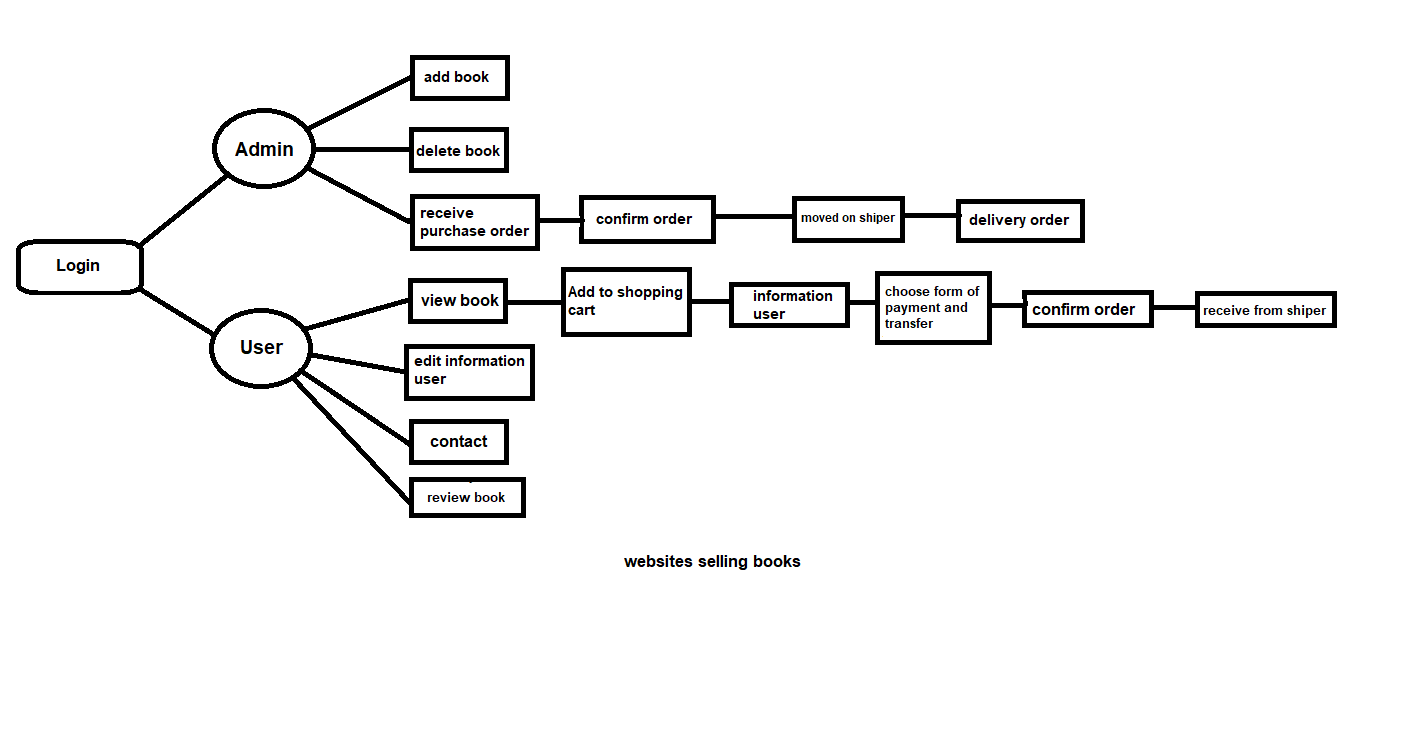 add book
Admin
delete book
receive
purchase order
confirm order
moved on shiper
delivery order
Login
view book
Add to shopping
cart
information
user
choose form of
payment and
transfer
confirm order
receive from shiper
User
edit information
user
contact
review book
websites selling books